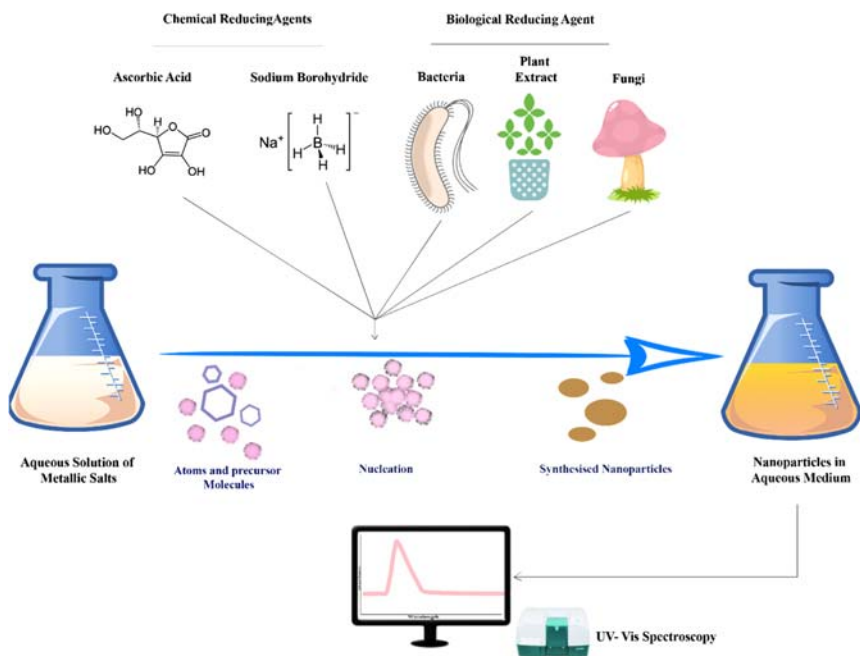 Chemical ReducingAgents
Biological Reducing Agent
Ascorbic Acid
Sodium Borohydride
Bacteria
Plant
Extract
Fungi
HO
HO
O
O
HO
OH
Na+
H
H
B
H
H
−
Aqueous Solution of
Metallic Salts
Atoms and precursor
Molecules
Nucleation
Synthesised Nanoparticles
Nanoparticles in
Aqueous Medium
Wavelength
UV- Vis Spectroscopy